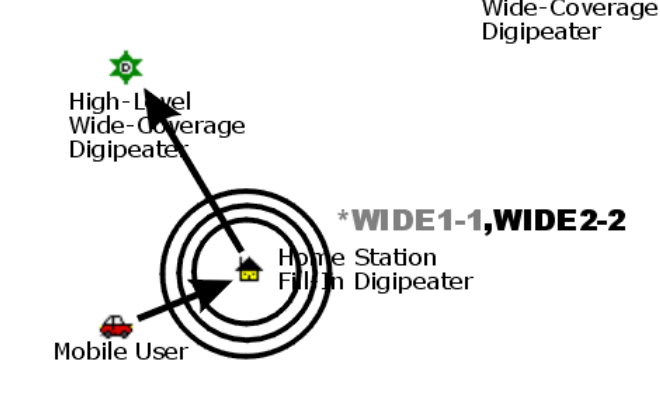 Wide-Coverage
Digipeater
D
High-Level
Wide-Coverage
Digipeater
*WIDE1-1,WIDE2-2
Home Station
Fill-In Digipeater
Mobile User